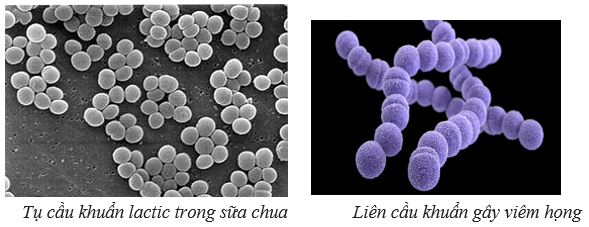 Tụ cầu khuẩn lactic trong sữa chua
Liên cầu khuẩn gây viêm họng